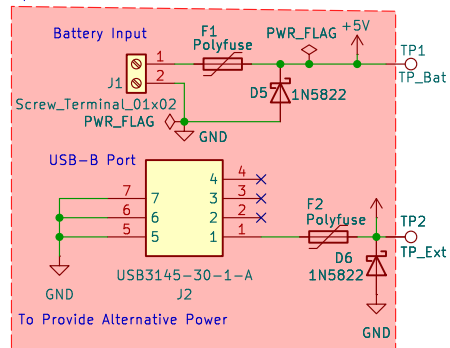 Battery Input
F1
Polyfuse
PWR_FLAG
+5V
TP1
TP_Bat
1
2
J1
D5
1N5822
Screw_Terminal_01x02
PWR_FLAG
GND
USB-B Port
7
6
5
7
6
5
4
3
2
1
4
3
2
1
F2
Polyfuse
TP2
TP_Ext
D6
1N5822
USB3145-30-1-A
J2
GND
GND
To Provide Alternative Power